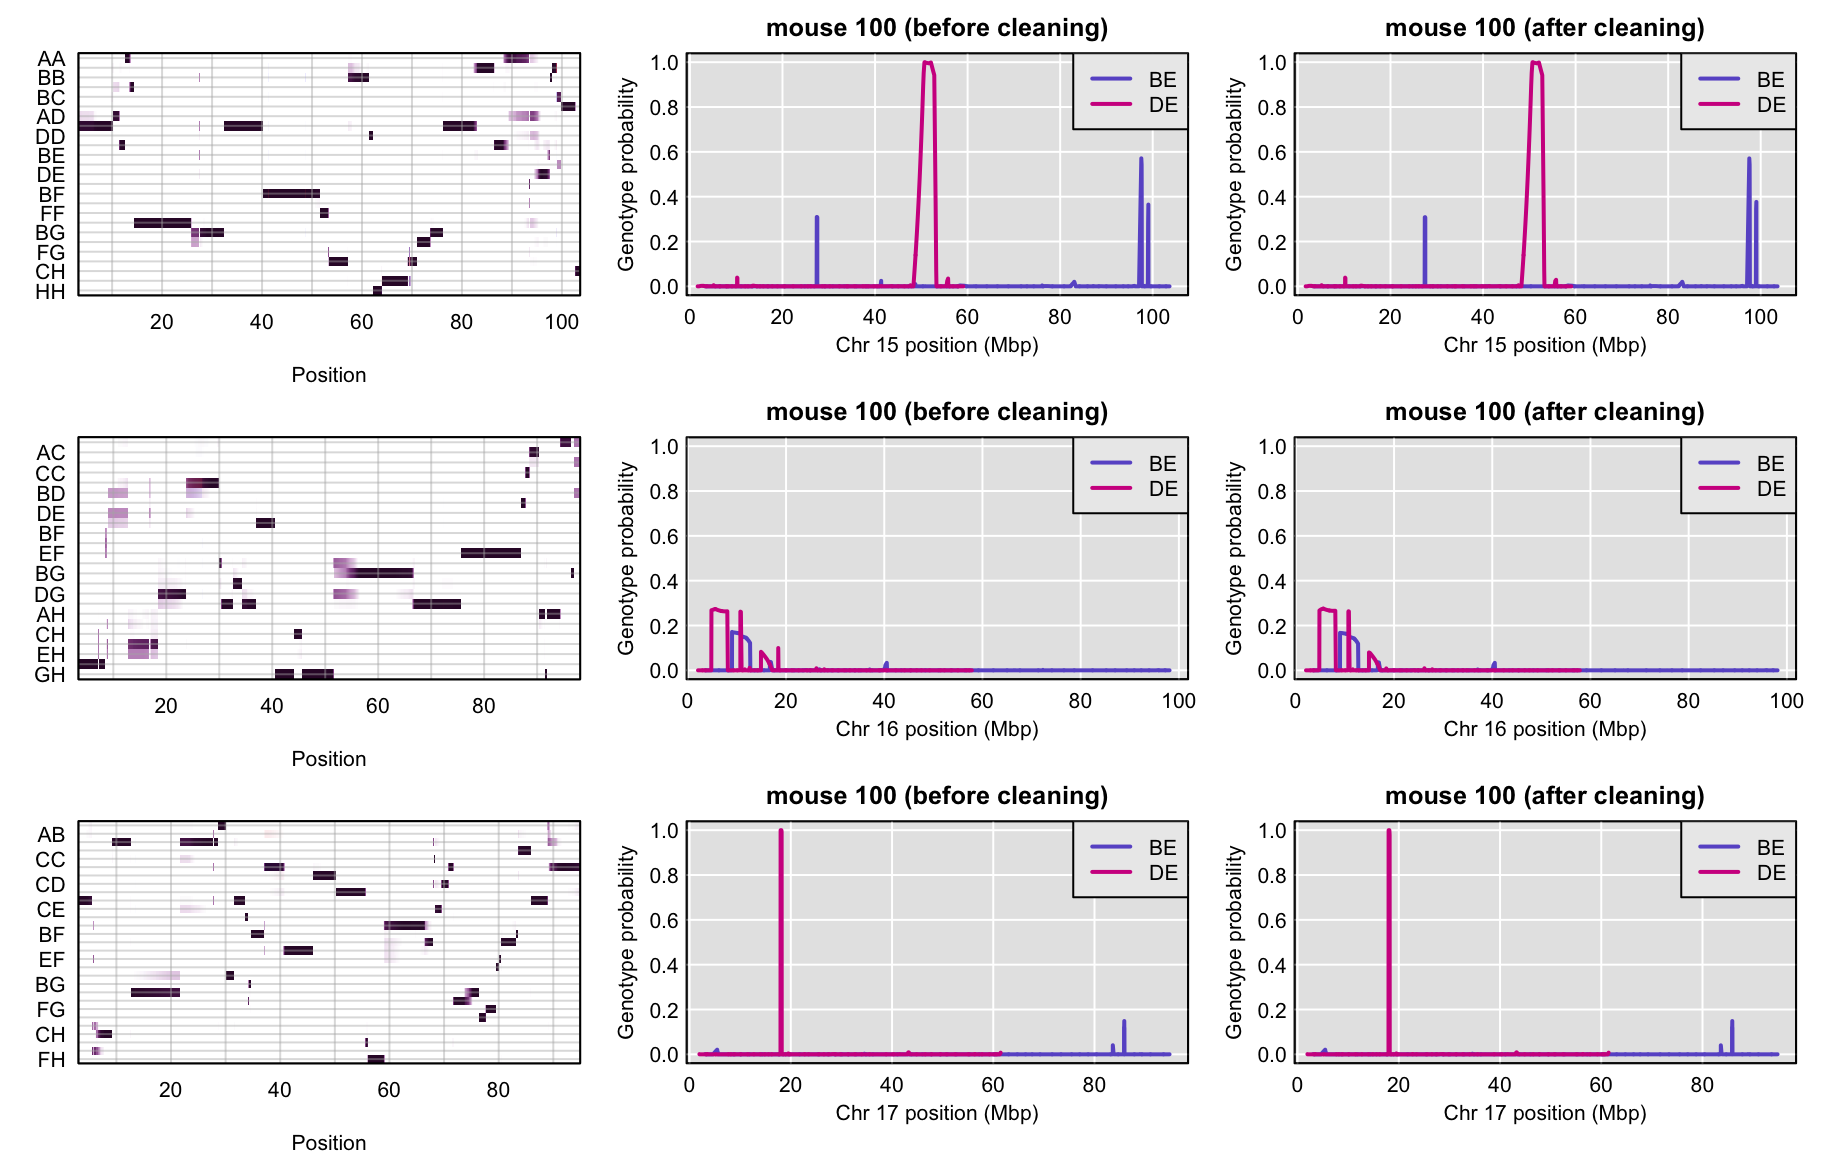 mouse 100 (before cleaning)
mouse 100 (after cleaning)
AA
BB
BC
AD
DD
BE
DE
BF
FF
BG
FG
CH
HH
20 40 60 80 100
Position
Genotype probability
1.0
0.8
0.6
0.4
0.2
0.0
BE
DE
0 20 40 60 80 100
Chr 15 position (Mbp)
Genotype probability
1.0
0.8
0.6
0.4
0.2
0.0
BE
DE
0 20 40 60 80 100
Chr 15 position (Mbp)
mouse 100 (before cleaning)
mouse 100 (after cleaning)
AC
CC
BD
DE
BF
EF
BG
DG
AH
CH
EH
GH
20 40 60 80
Position
Genotype probability
1.0
0.8
0.6
0.4
0.2
0.0
BE
DE
0 20 40 60 80 100
Chr 16 position (Mbp)
Genotype probability
1.0
0.8
0.6
0.4
0.2
0.0
BE
DE
0 20 40 60 80 100
Chr 16 position (Mbp)
mouse 100 (before cleaning)
mouse 100 (after cleaning)
AB
CC
CD
CE
BF
EF
BG
FG
CH
FH
20 40 60 80
Position
Genotype probability
1.0
0.8
0.6
0.4
0.2
0.0
BE
DE
0 20 40 60 80
Chr 17 position (Mbp)
Genotype probability
1.0
0.8
0.6
0.4
0.2
0.0
BE
DE
0 20 40 60 80
Chr 17 position (Mbp)